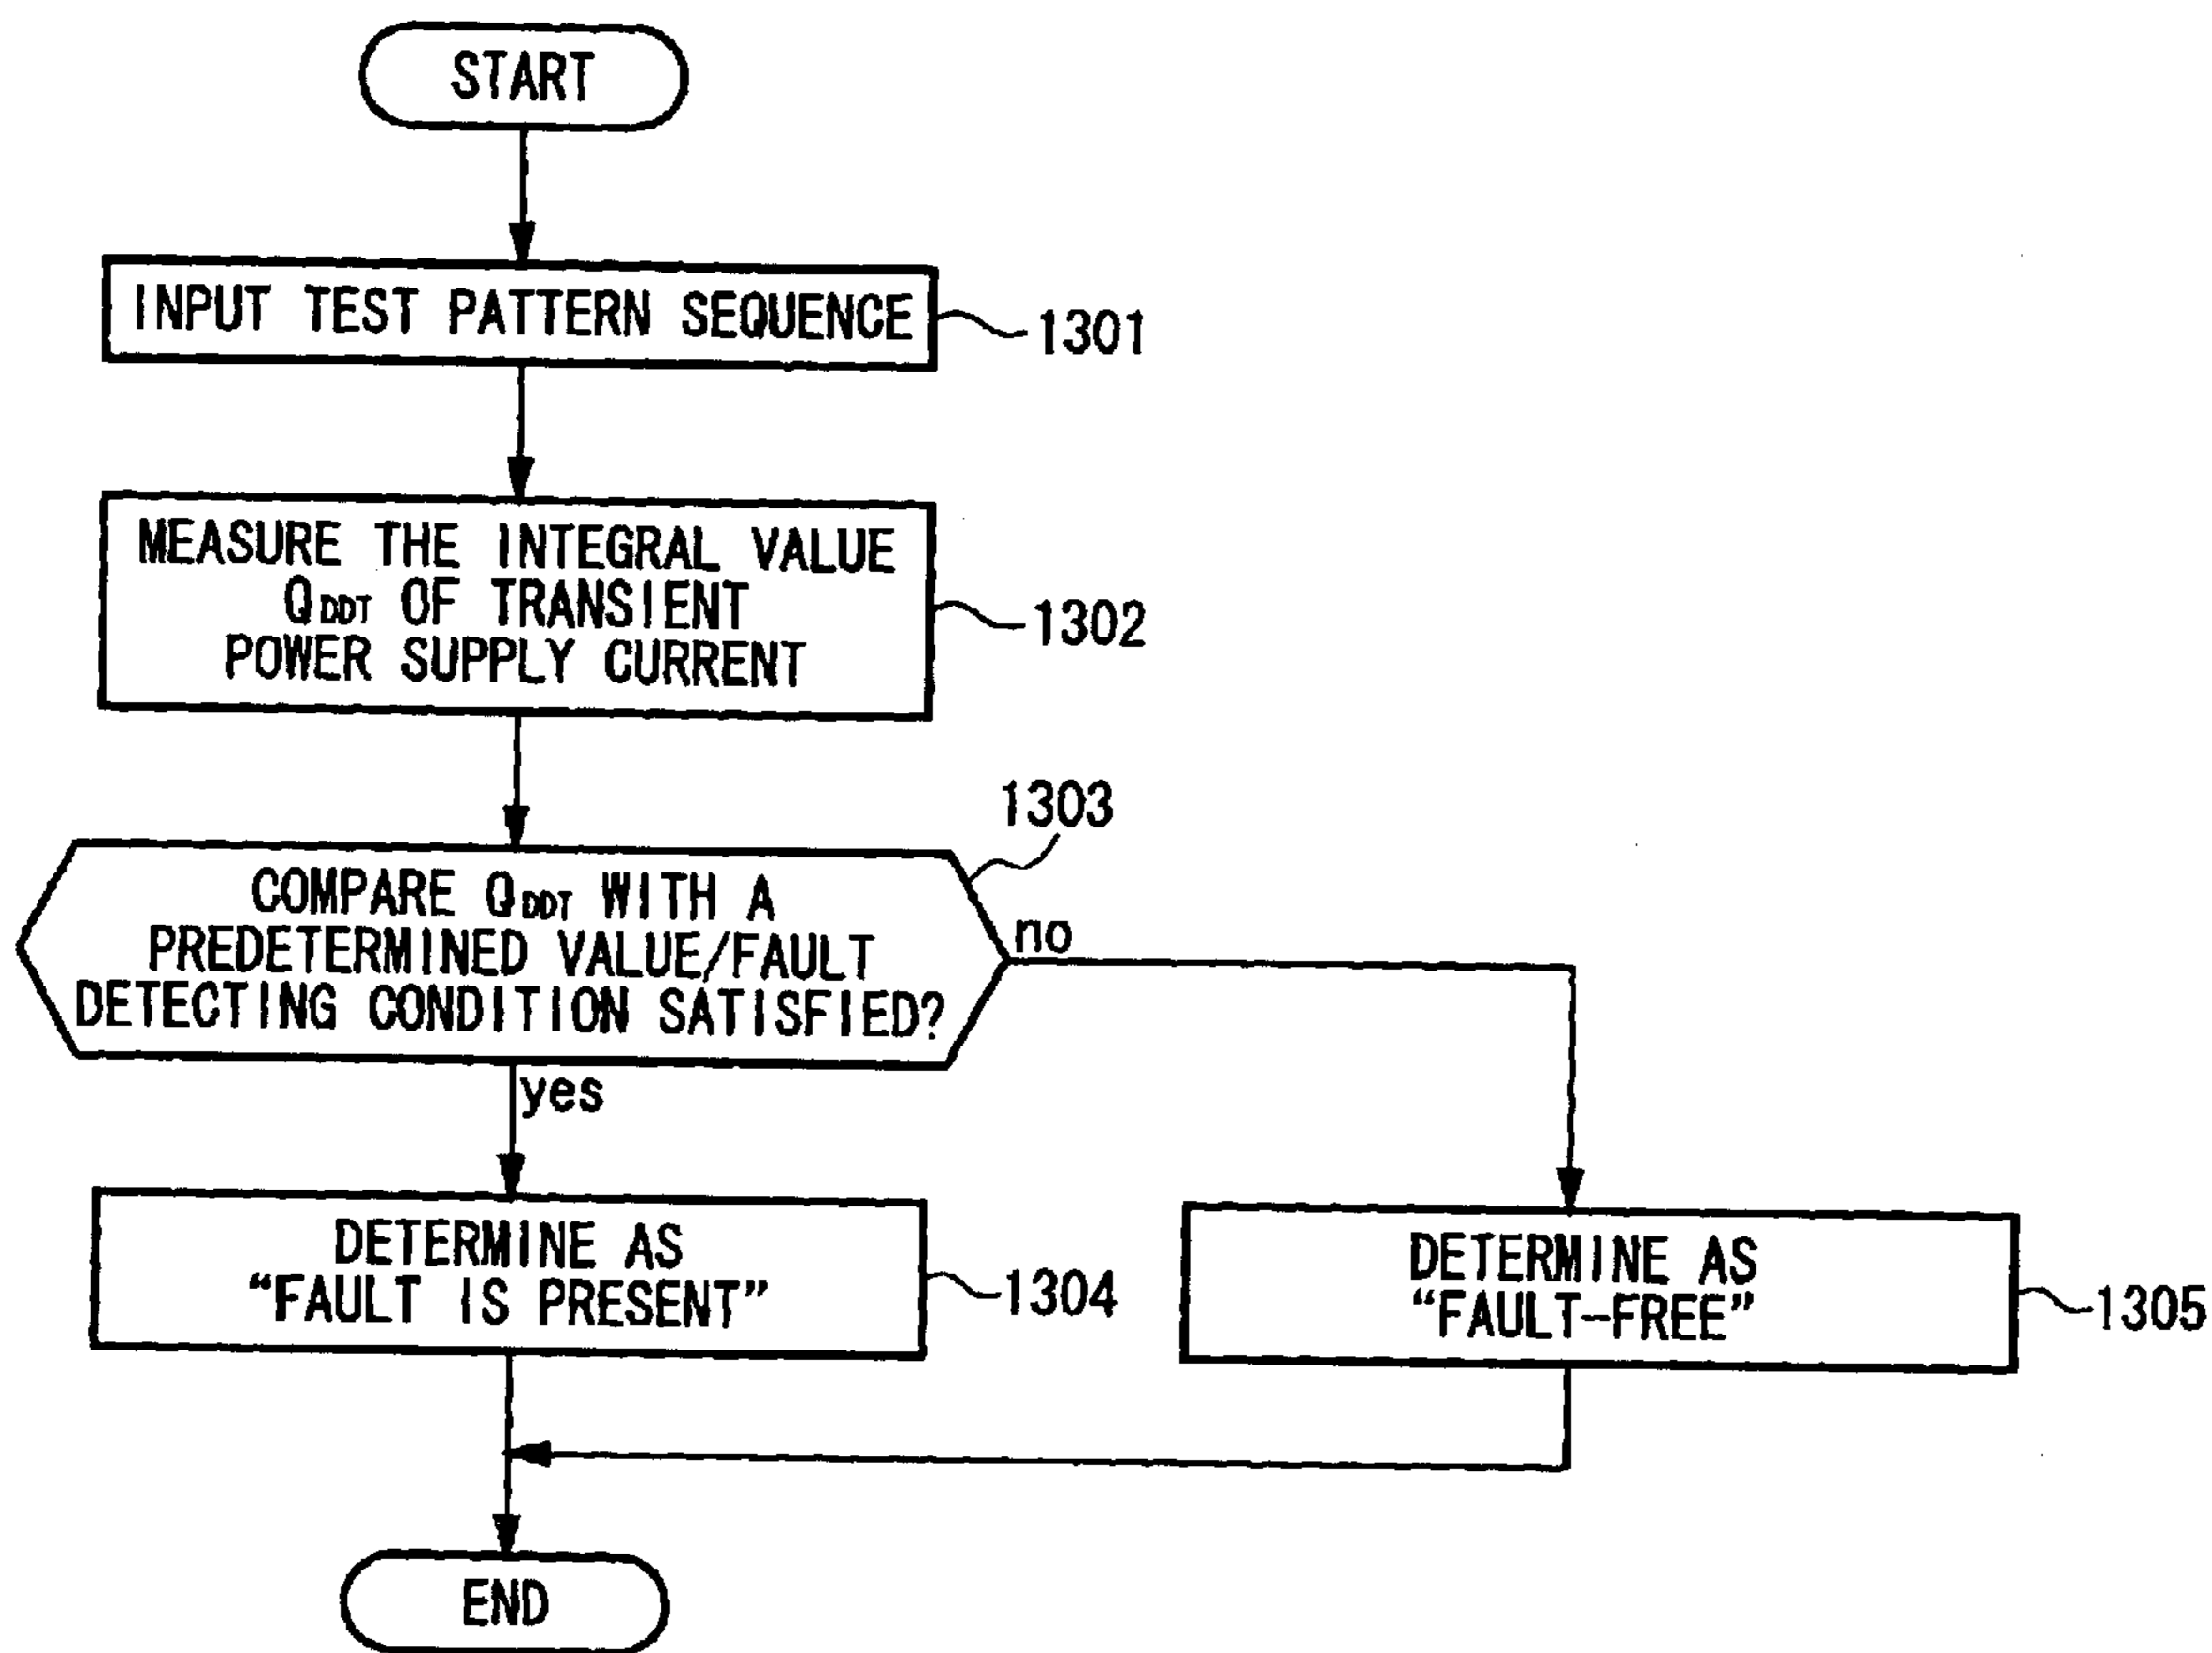 START
INPUT TEST PATTERN SEQUENCE
1301
MEASURE THE INTEGRAL VALUE
QDDT OF TRANSIENT
POWER SUPPLY CURRENT
1302
1303
COMPARE QDDT WITH A
PREDETERMINED VALUE/FAULT
DETECTING CONDITION SATISFIED?
no
yes
DETERMINE AS
“FAULT IS PRESENT”
1304
DETERMINE AS
“FAULT-FREE”
1305
END